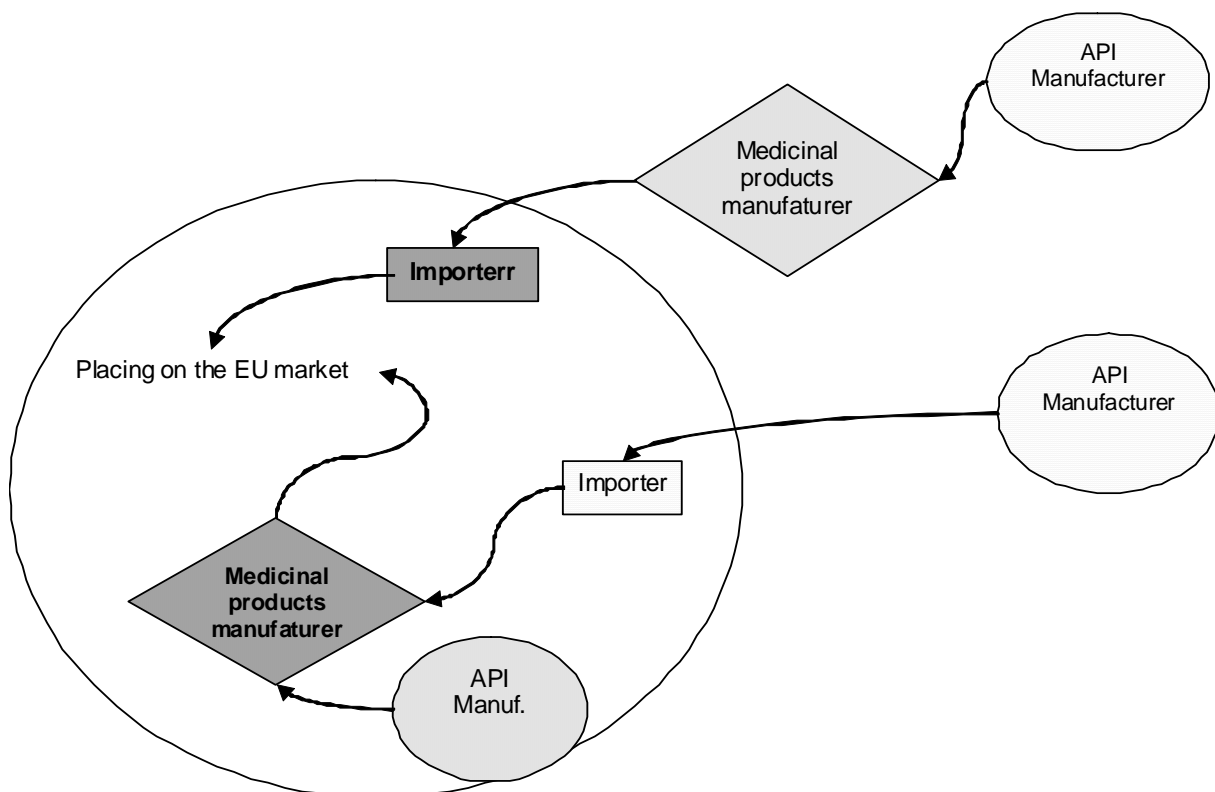 API
Manufacturer
Medicinal
products
manufaturer
Importerr
Placing on the EU market
API
Manufacturer
Importer
Medicinal
products
manufaturer
API
Manuf.